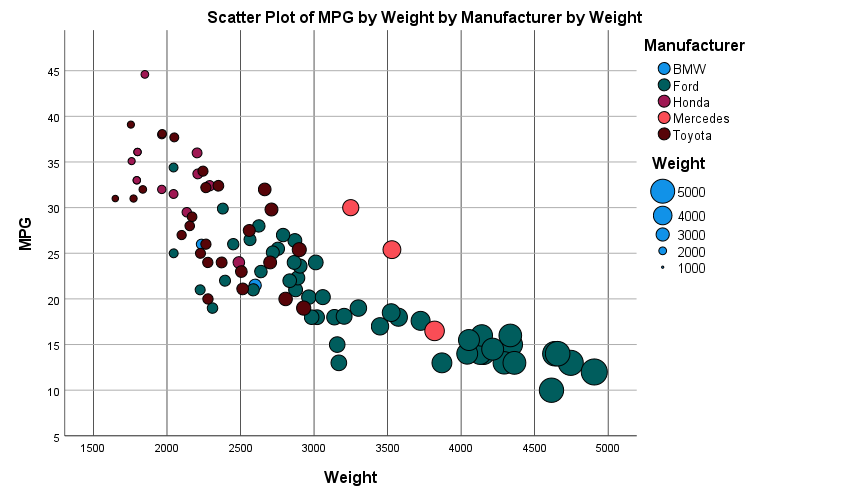 Scatter Plot of MPG by Weight by Manufacturer by Weight
Manufacturer
BMW
Ford
Honda
Mercedes
Toyota
Weight
5000
4000
3000
2000
1000
MPG
45
40
35
30
25
20
15
10
5
1500 2000 2500 3000 3500 4000 4500 5000
Weight